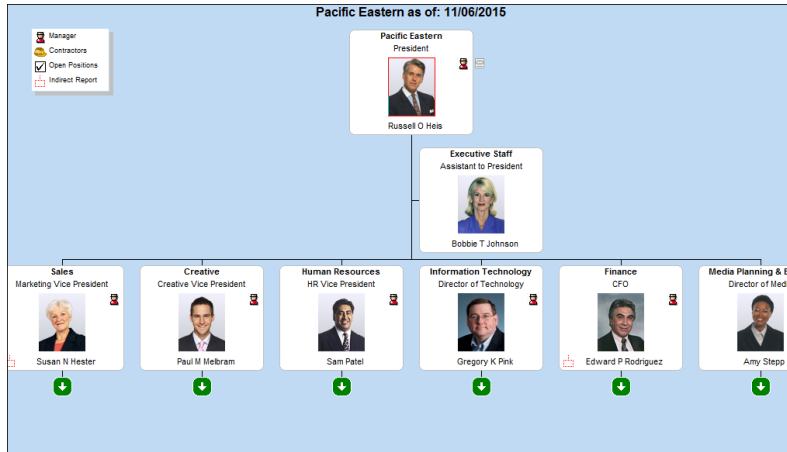 Pacific Eastern as of: 11/06/2015
Manager
Contractors
Open Positions
Indirect Report
Pacific Eastern
President
Russell O Heis
Executive Staff
Assistant to President
Bobbie T Johnson
Sales
Marketing Vice President
Susan N Hester
Creative
Creative Vice President
Paul M Melbram
Human Resources
HR Vice President
Sam Patel
Information Technology
Director of Technology
Gregory K Pink
Finance
CFO
Edward P Rodriguez
Media Planning &
Director of
Amy Stepp